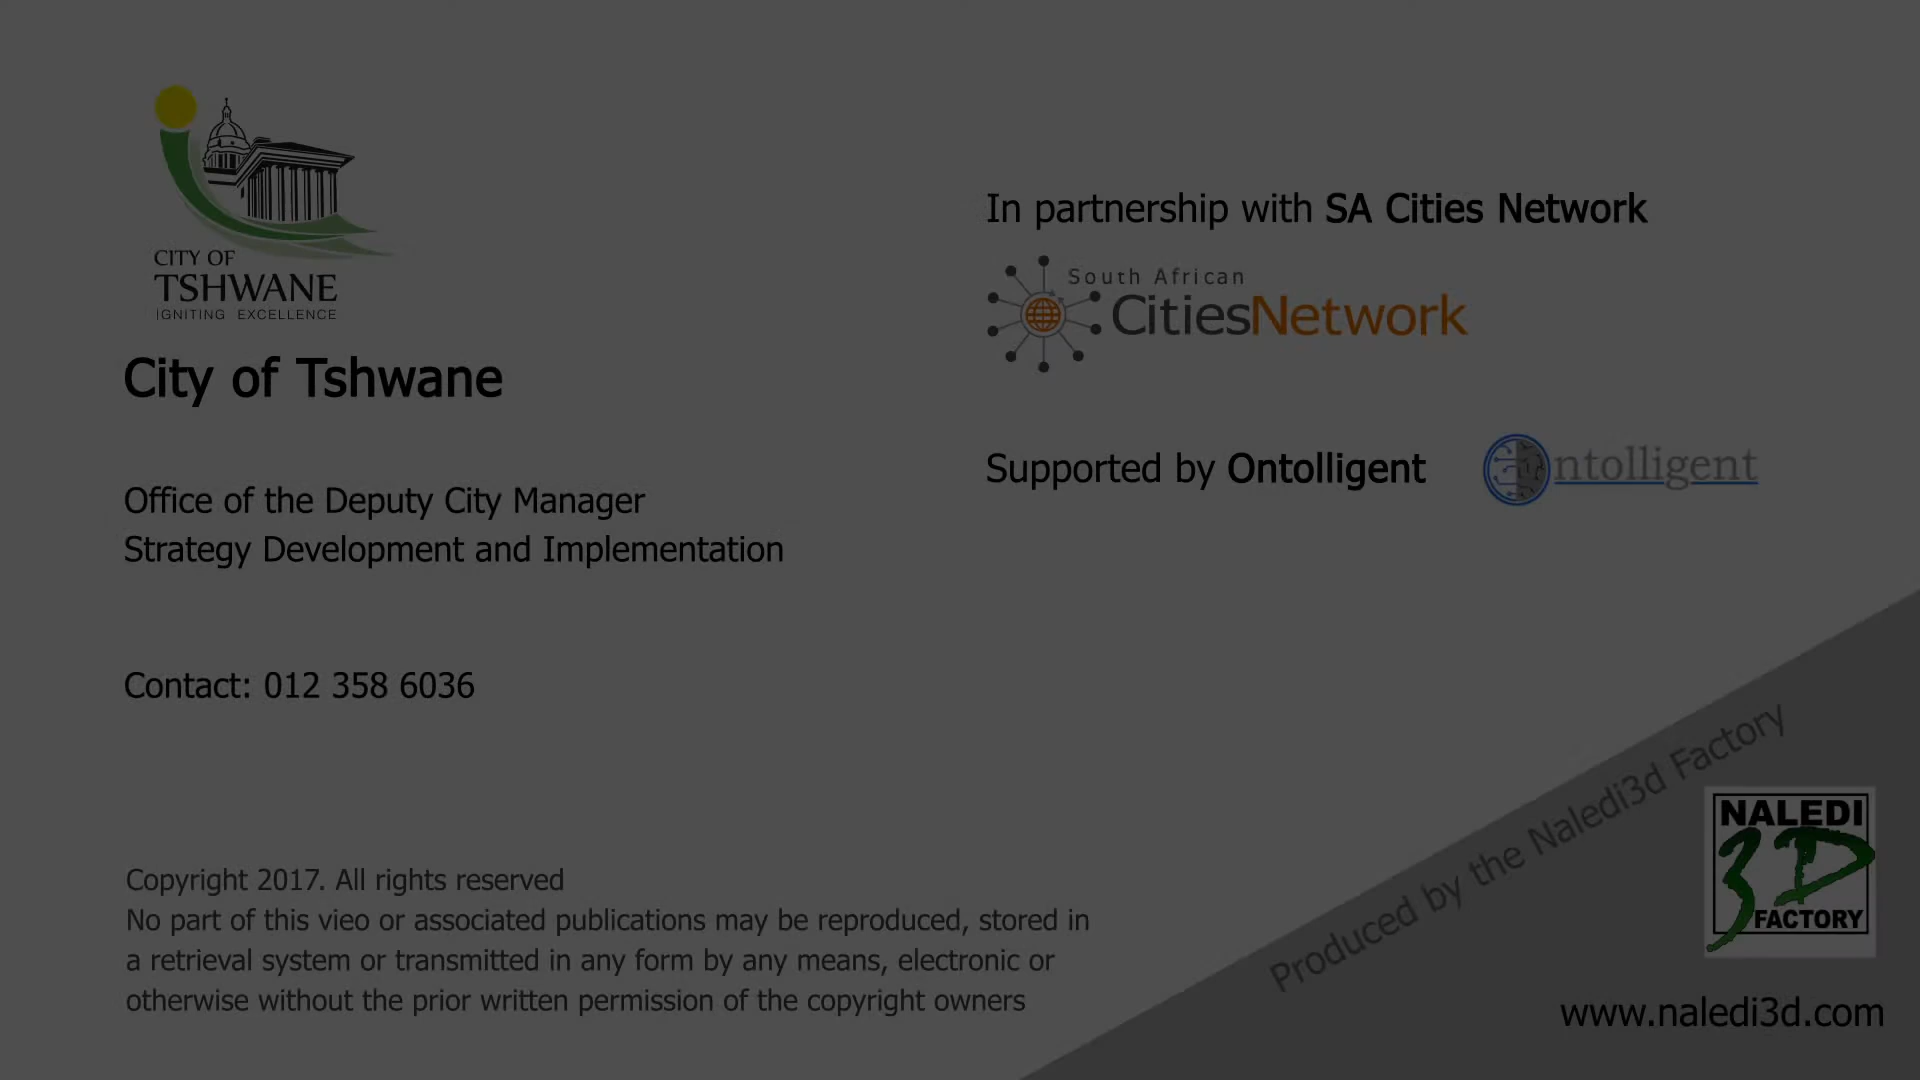 CITY OF
TSHWANE
IGNITING EXCELLENCE
City of Tshwane
Office of the Deputy City Manager
Strategy Development and Implementation
Contact: 012 358 6036
In partnership with SA Cities Network
South African
CitiesNetwork
Supported by Ontolligent
ntolligent
Copyright 2017. All rights reserved
No part of this vieo or associated publications may be reproduced, stored in
a retrieval system or transmitted in any form by any means, electronic or
otherwise without the prior written permission of the copyright owners
Produced by the Naledi3d Factory
NALEDI
3D
FACTORY
www.naledi3d.com